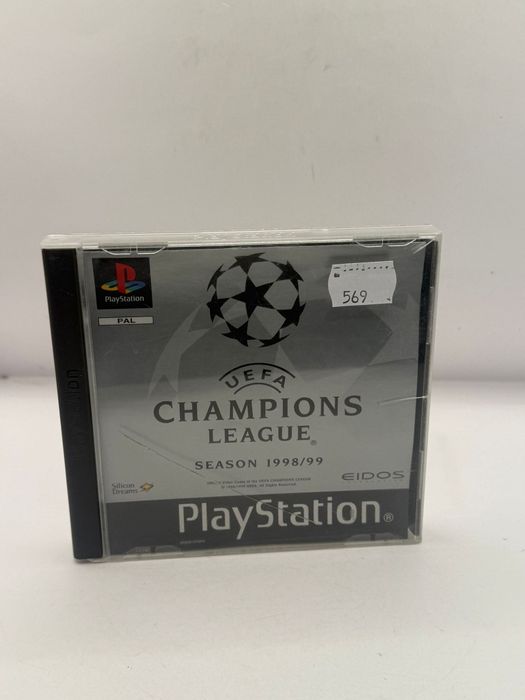 PlayStation
PAL
569
UEFA
CHAMPIONS
LEAGUE®
SEASON 1998/99
Silicon
Dreams
EIDOS
PlayStation®